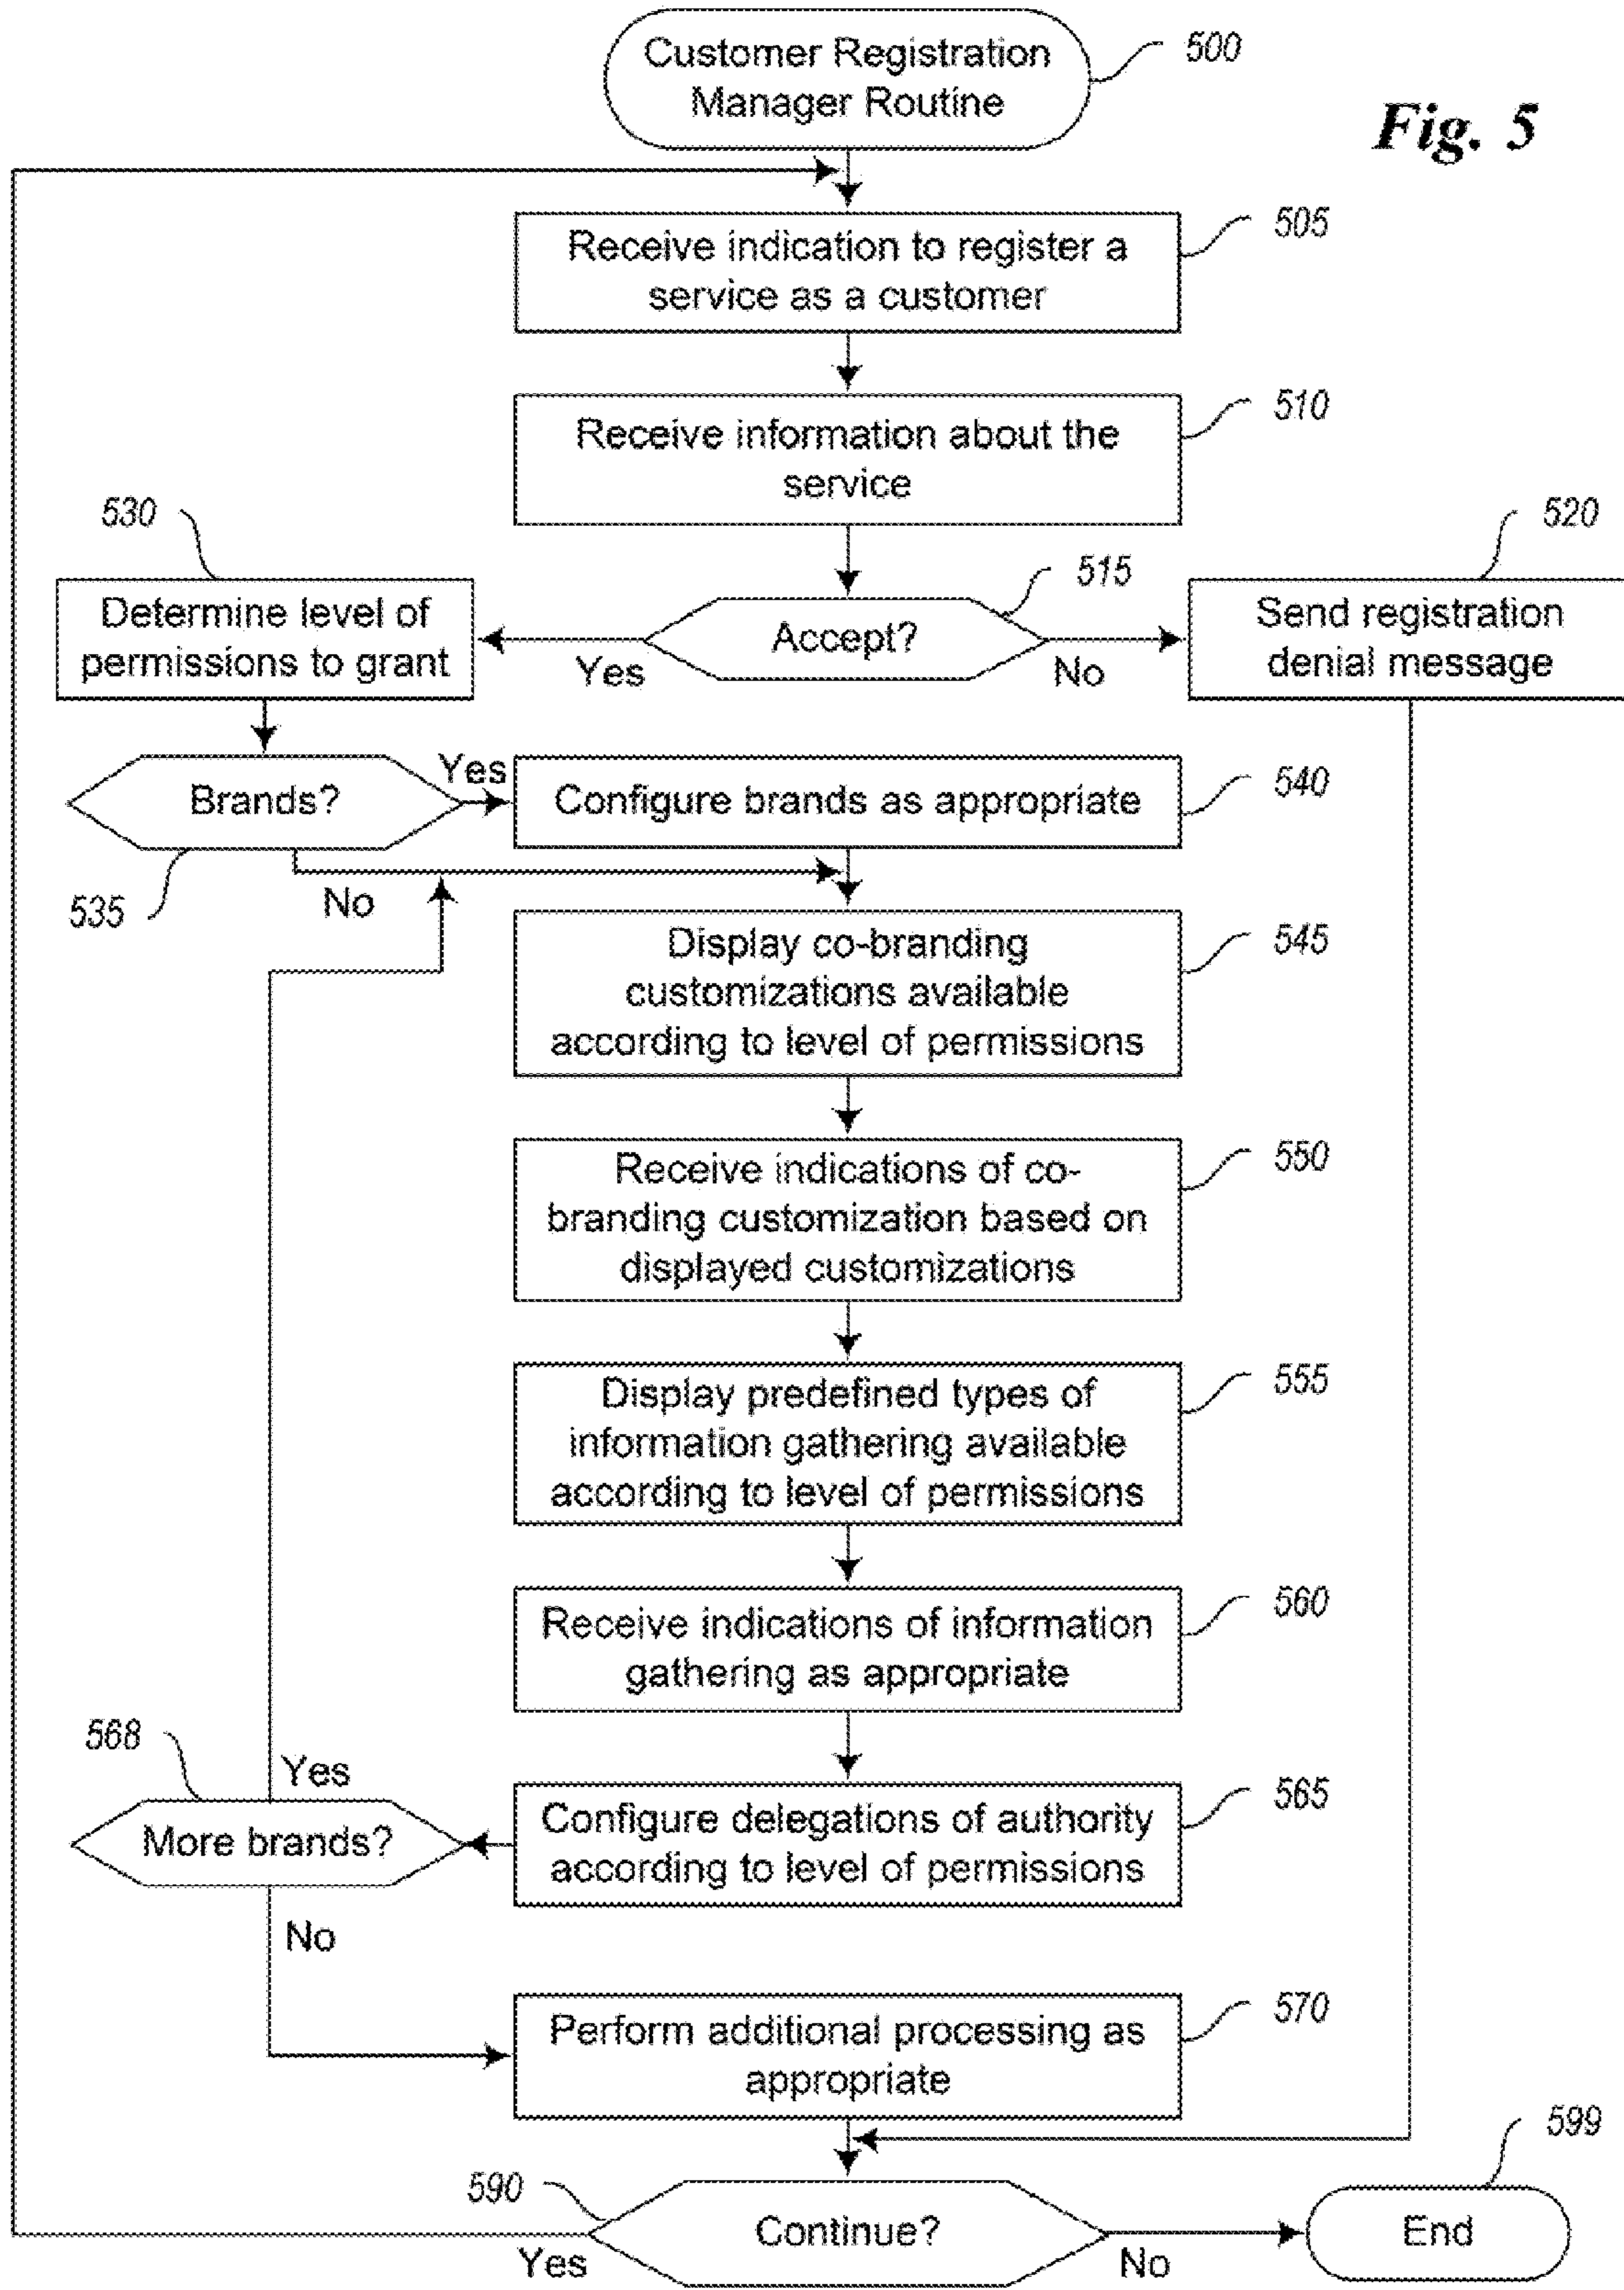 Customer Registration
Manager Routine
500
Fig. 5
Receive indication to register a
service as a customer
505
Receive information about the
service
510
530
520
515
Determine level of
permissions to grant
Accept?
Yes
No
Send registration
denial message
Brands?
Yes
Configure brands as appropriate
540
535
No
Display co-branding
customizations available
according to level of permissions
545
Receive indications of co-
branding customization based on
displayed customizations
550
Display predefined types of
information gathering available
according to level of permissions
555
Receive indications of information
gathering as appropriate
560
568
Yes
More brands?
Configure delegations of authority
according to level of permissions
565
No
Perform additional processing as
appropriate
570
590
Continue?
Yes
No
599
End